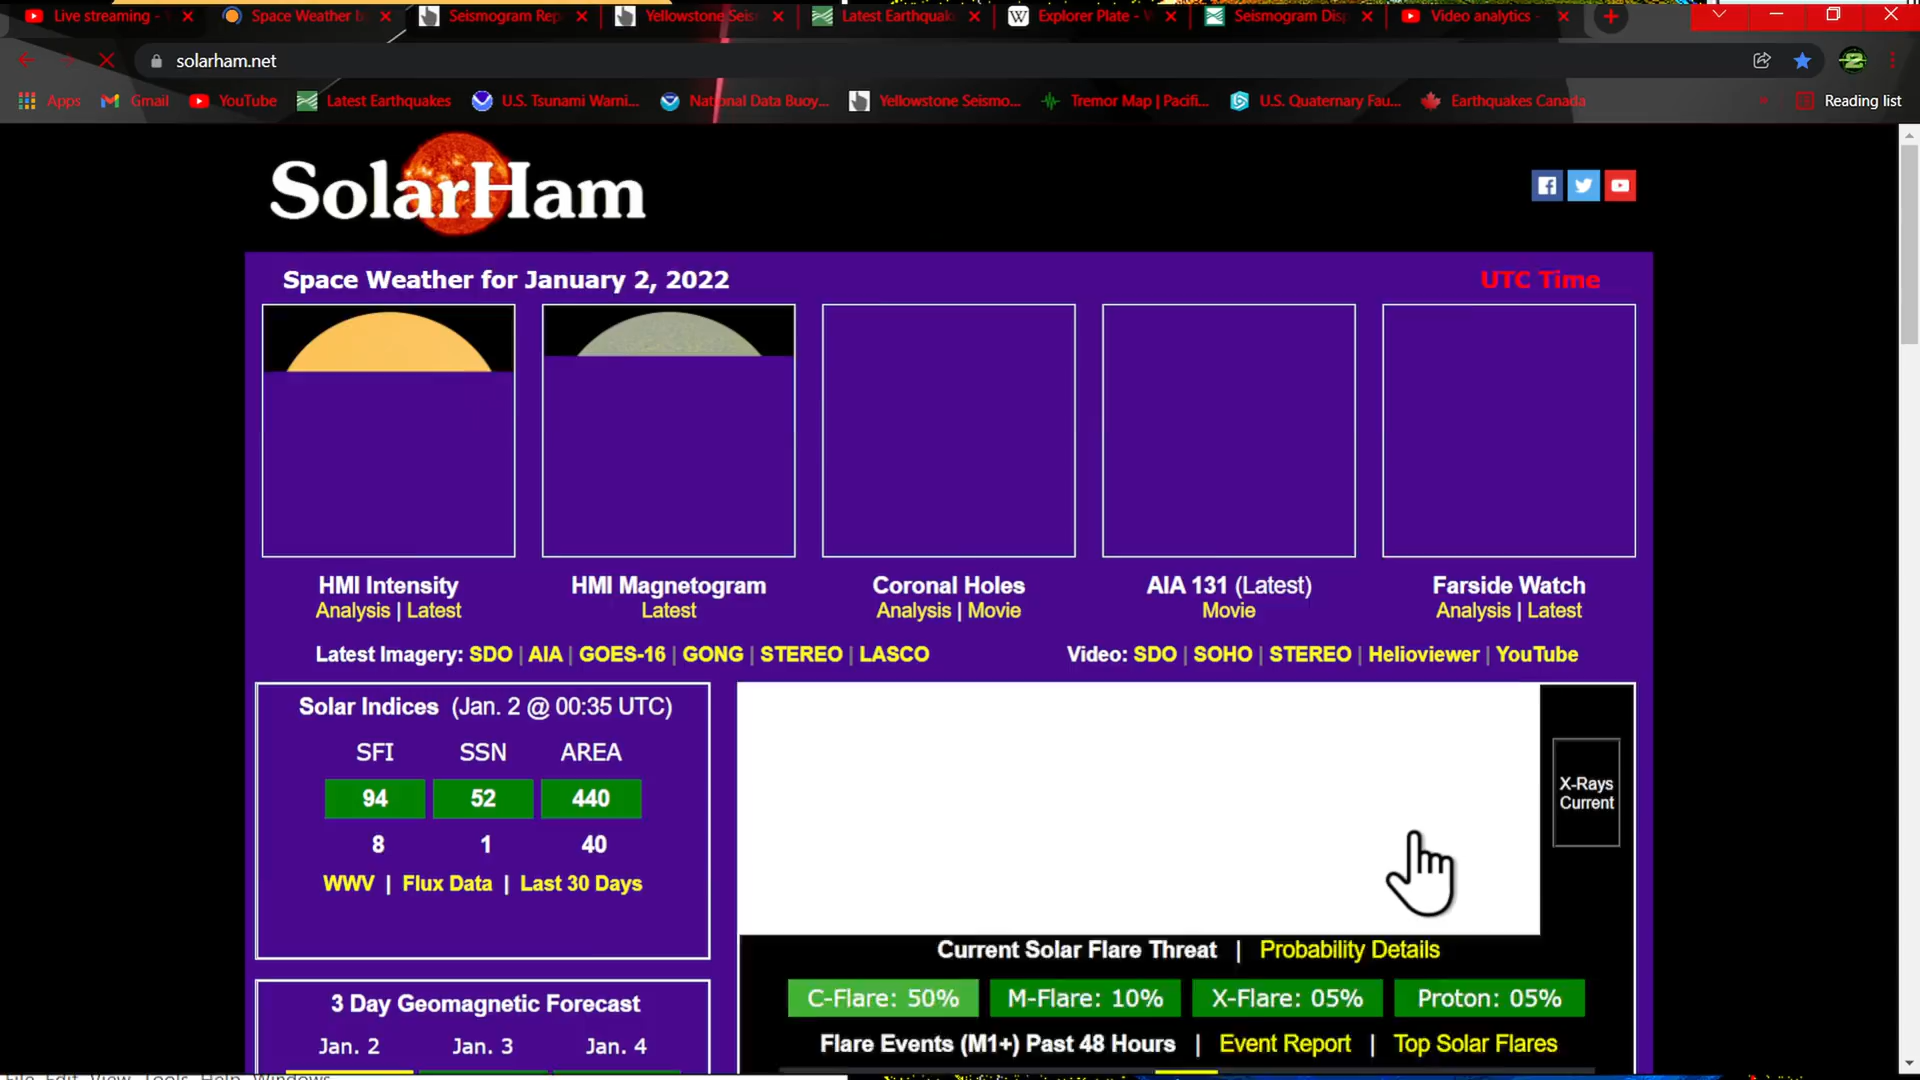 Live streaming - Space Weather b Seismogram Rep Yellowstone Seis Latest Earthquak Explorer Plate - W Seismogram Disp Video analytics -
solarham.net
Apps Gmail YouTube Latest Earthquakes U.S. Tsunami Warni... National Data Buoy... Yellowstone Seismo... Tremor Map | Pacifi... U.S. Quaternary Fau... Earthquakes Canada » Reading list
SolarHam
Space Weather for January 2, 2022 UTC Time
HMI Intensity HMI Magnetogram Coronal Holes AIA 131 (Latest) Farside Watch
Analysis | Latest Latest Analysis | Movie Movie Analysis | Latest
Latest Imagery: SDO | AIA | GOES-16 | GONG | STEREO | LASCO Video: SDO | SOHO | STEREO | Helioviewer | YouTube
Solar Indices (Jan. 2 @ 00:35 UTC)
SFI SSN AREA
94 52 440
8 1 40
WWV | Flux Data | Last 30 Days
X-Rays
Current
Current Solar Flare Threat | Probability Details
C-Flare: 50% M-Flare: 10% X-Flare: 05% Proton: 05%
Flare Events (M1+) Past 48 Hours | Event Report | Top Solar Flares
3 Day Geomagnetic Forecast
Jan. 2 Jan. 3 Jan. 4
File Edit View Tools Help Windows